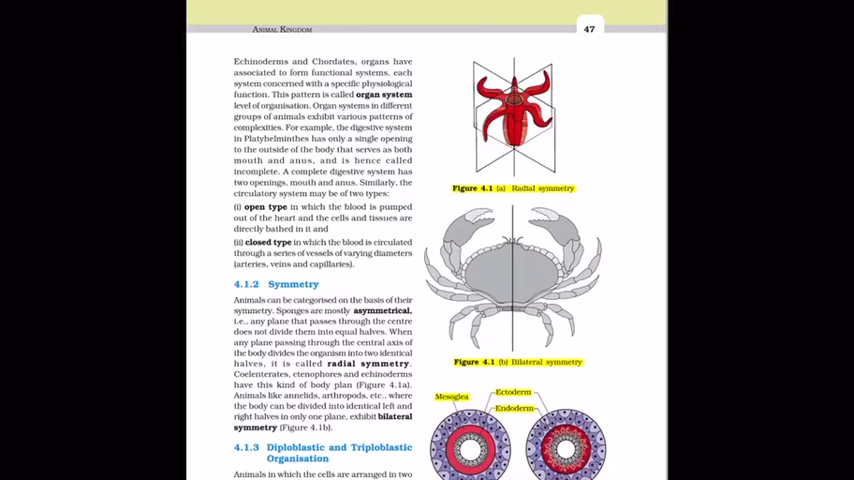 Animal Kingdom
47
Echinoderms and Chordates, organs have
associated to form functional systems, each
system concerned with a specific physiological
function. This pattern is called organ system
level of organisation. Organ systems in different
groups of animals exhibit various patterns of
complexities. For example, the digestive system
in Platyhelminthes has only a single opening
to the outside of the body that serves as both
mouth and anus, and is hence called
incomplete. A complete digestive system has
two openings, mouth and anus. Similarly, the
circulatory system may be of two types:
(i) open type in which the blood is pumped
out of the heart and the cells and tissues are
directly bathed in it and
(ii) closed type in which the blood is circulated
through a series of vessels of varying diameters
(arteries, veins and capillaries).
4.1.2 Symmetry
Animals can be categorised on the basis of their
symmetry. Sponges are mostly asymmetrical,
i.e., any plane that passes through the centre
does not divide them into equal halves. When
any plane passing through the central axis of
the body divides the organism into two identical
halves, it is called radial symmetry.
Coelenterates, ctenophores and echinoderms
have this kind of body plan (Figure 4.1a).
Animals like annelids, arthropods, etc., where
the body can be divided into identical left and
right halves in only one plane, exhibit bilateral
symmetry (Figure 4.1b).
4.1.3 Diploblastic and Triploblastic
Organisation
Animals in which the cells are arranged in two
Figure 4.1 (a) Radial symmetry
Figure 4.1 (b) Bilateral symmetry
Mesoglea
Ectoderm
Endoderm